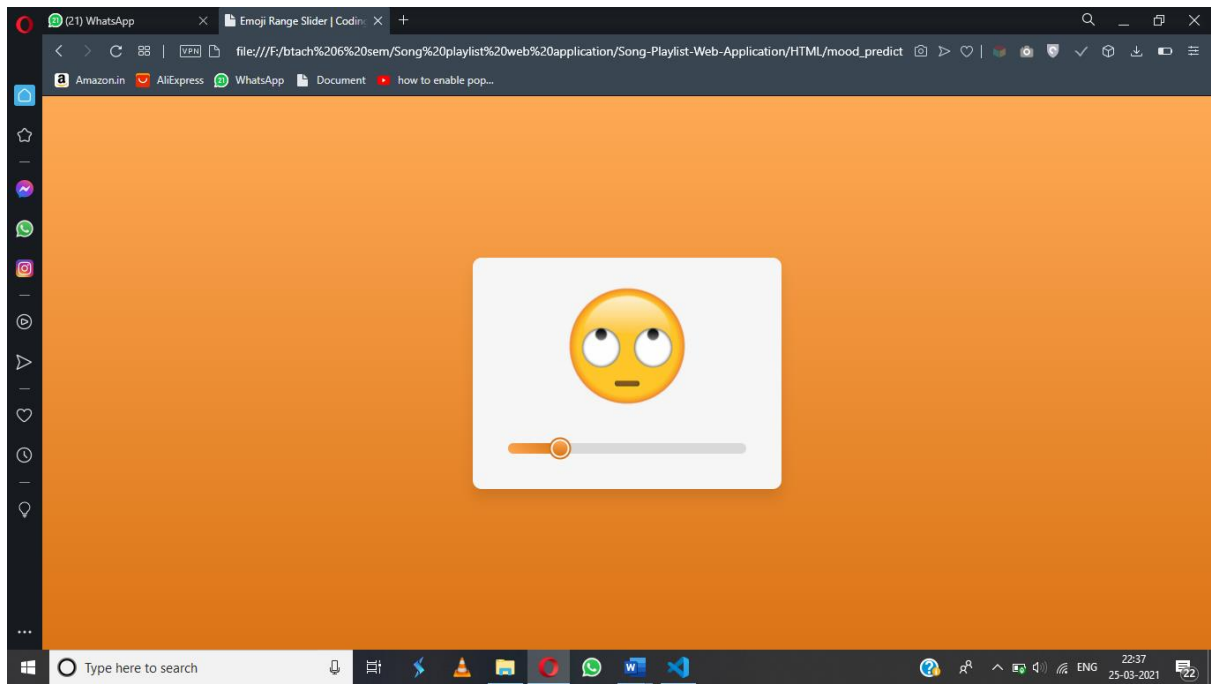 (21) WhatsApp
Emoji Range Slider | Coding
VPN
file:///F:/btach%206%20sem/Song%20playlist%20web%20application/Song-Playlist-Web-Application/HTML/mood_predict
a Amazon.in AliExpress 21 WhatsApp Document how to enable pop...
Type here to search
W
ENG
22:37
25-03-2021
22